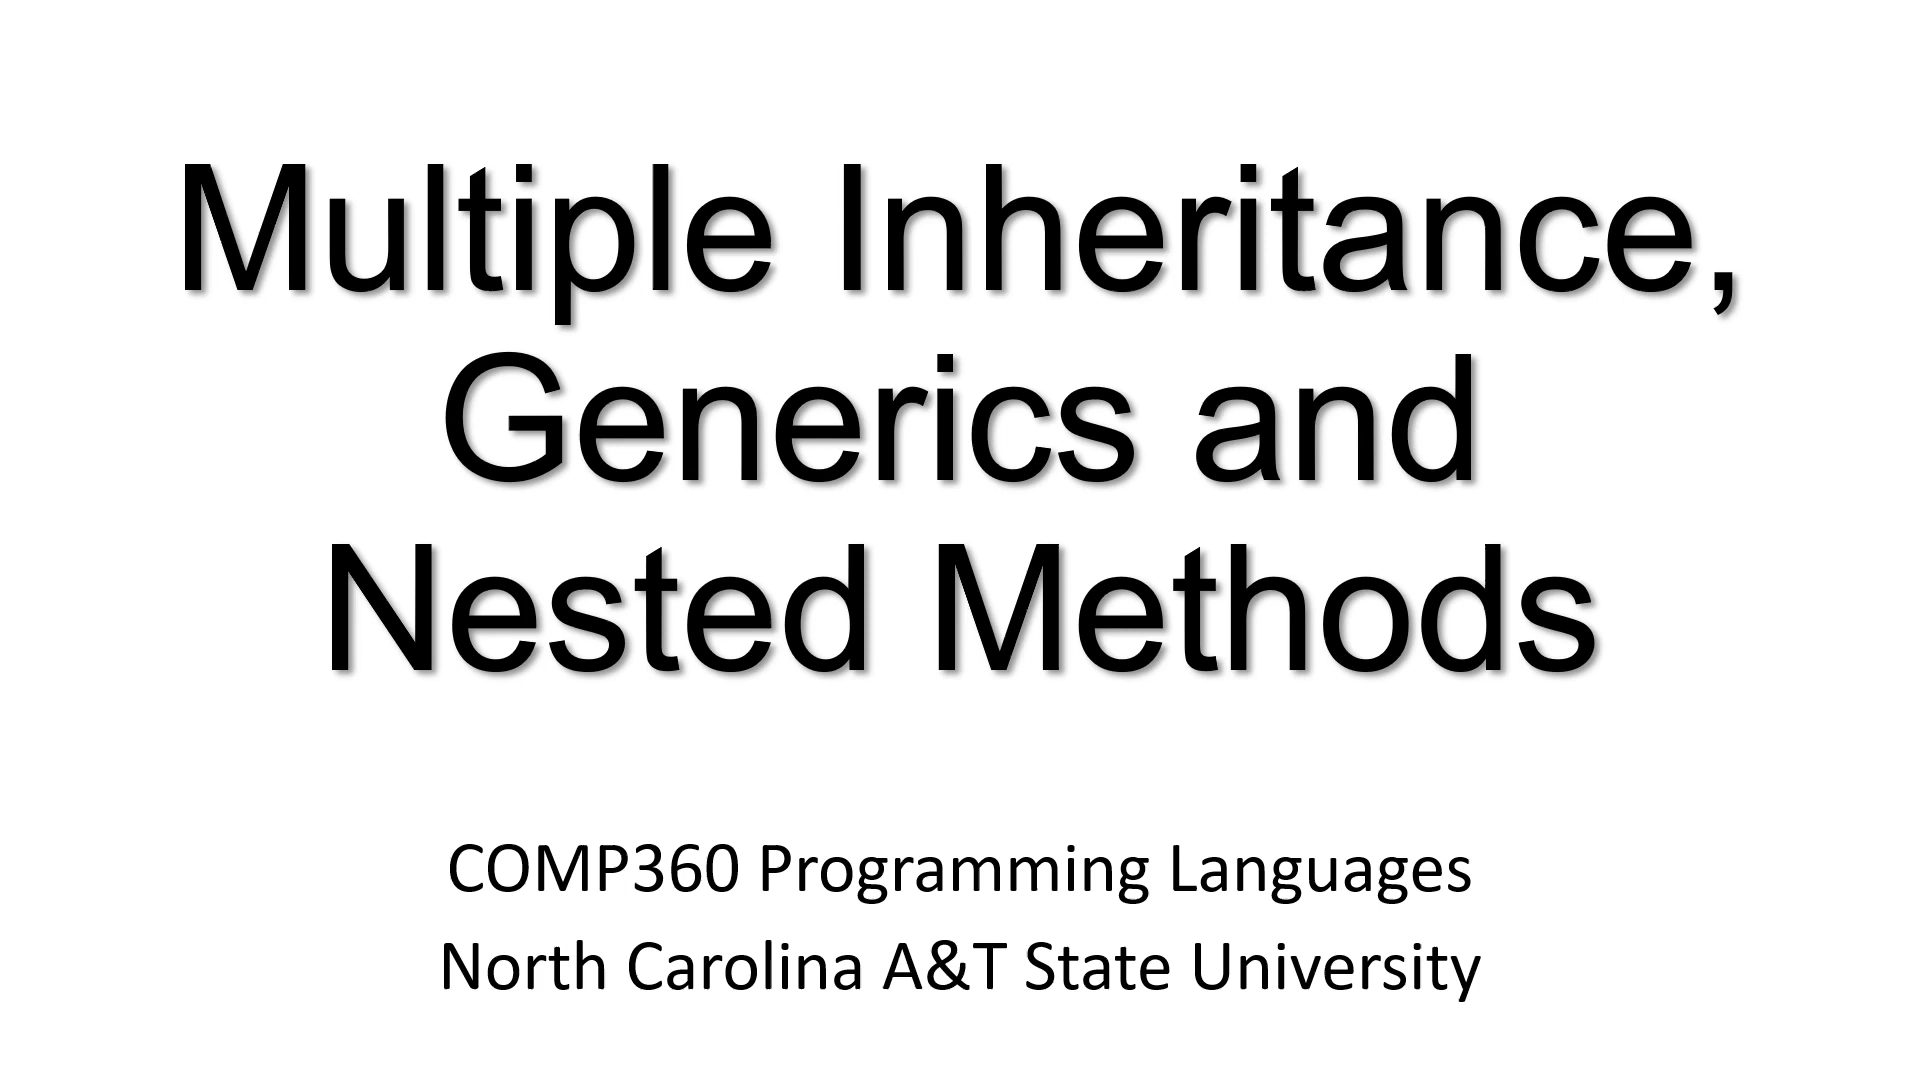 Multiple Inheritance,
Generics and
Nested Methods
COMP360 Programming Languages
North Carolina A&T State University